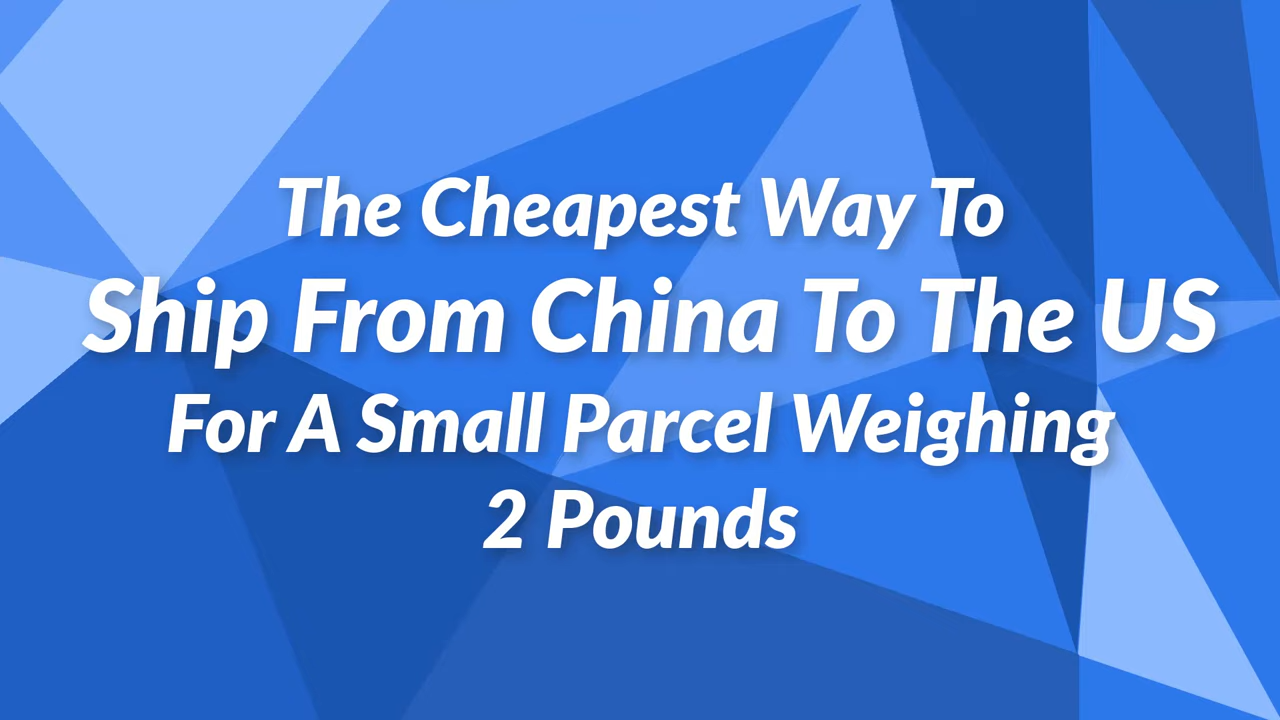 The Cheapest Way To
Ship From China To The US
For A Small Parcel Weighing
2 Pounds